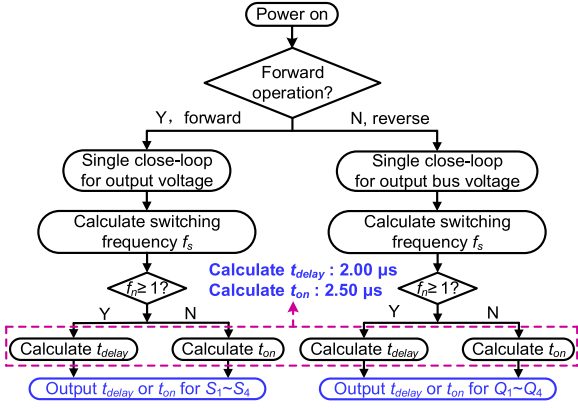 Power on
Forward
operation?
Y, forward
N, reverse
Single close-loop
for output voltage
Single close-loop
for output bus voltage
Calculate switching
frequency fs
Calculate switching
frequency fs
Calculate tdelay : 2.00 μs
Calculate ton : 2.50 μs
fn≥ 1?
fn≥ 1?
Y
N
Y
N
Calculate tdelay
Calculate ton
Calculate tdelay
Calculate ton
Output tdelay or ton for S1~S4
Output tdelay or ton for Q1~Q4